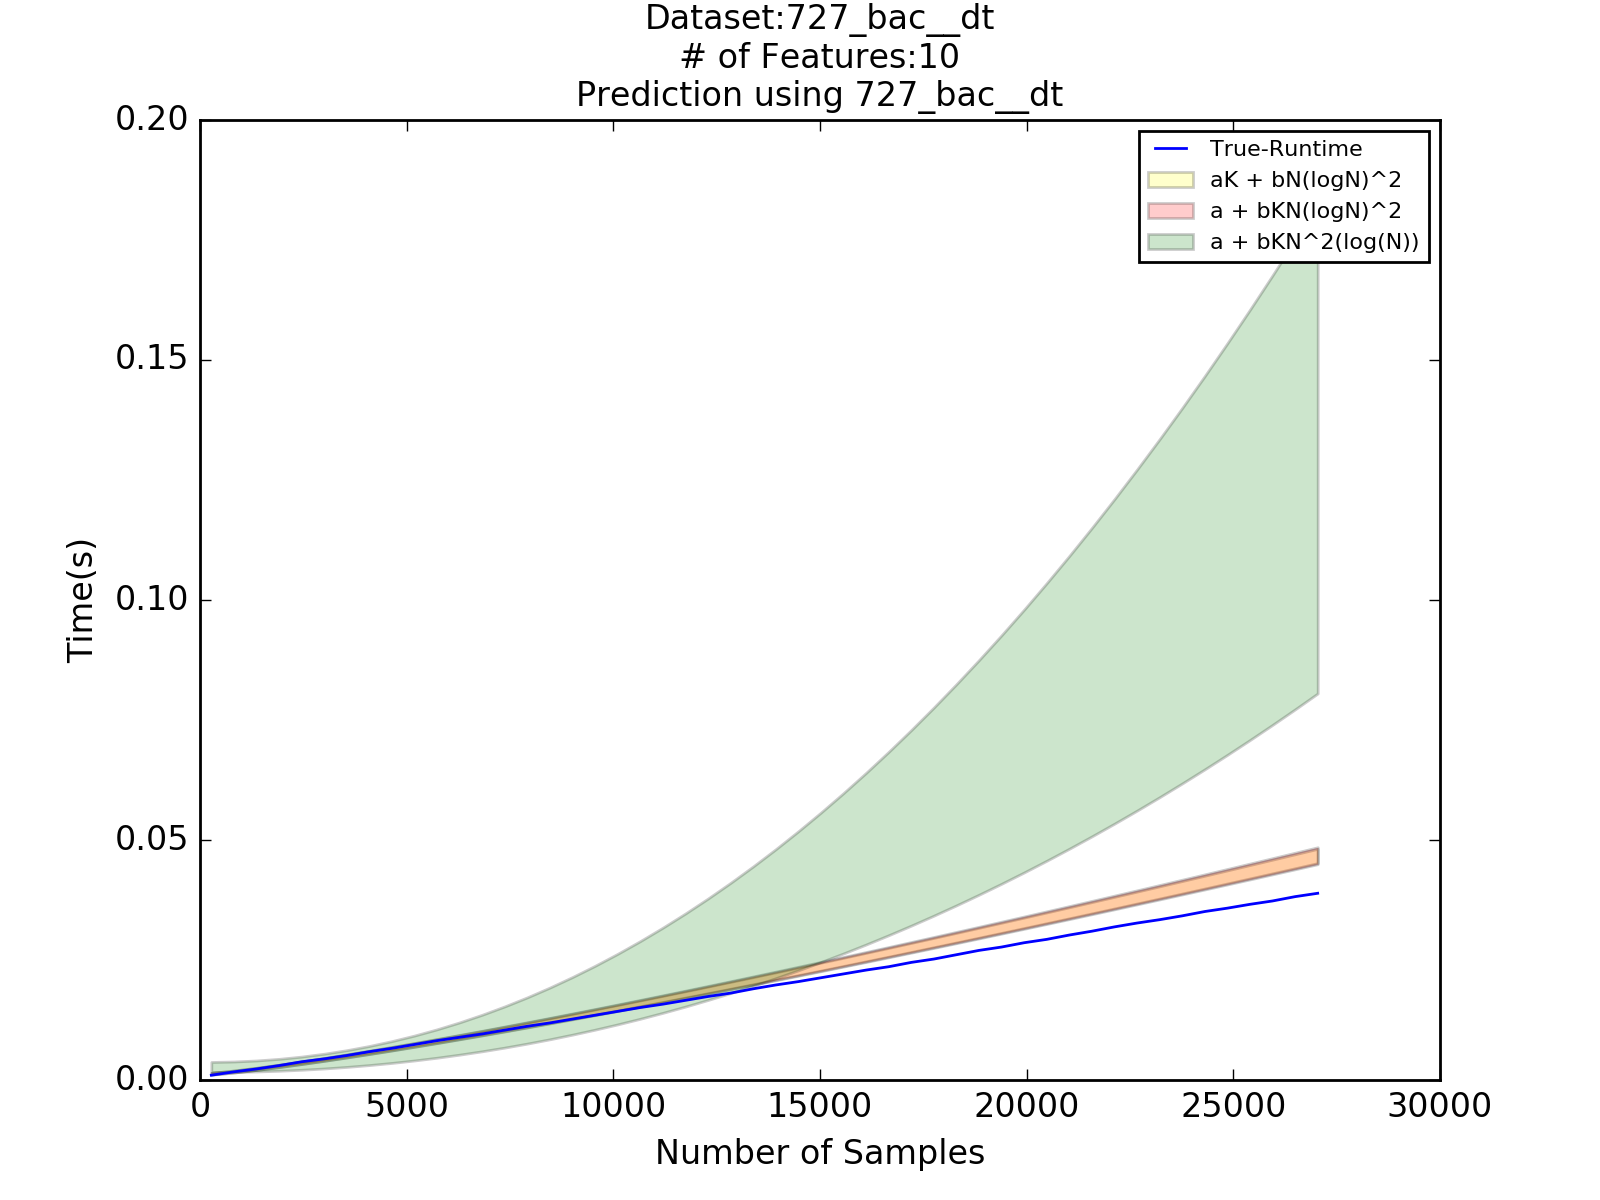 Dataset:727_bac__dt
# of Features:10
Prediction using 727_bac__dt
0.20
0.15
0.10
0.05
0.00
Time(s)
True-Runtime
aK + bN(logN)^2
a + bKN(logN)^2
a + bKN^2(log(N))
0 5000 10000 15000 20000 25000 30000
Number of Samples